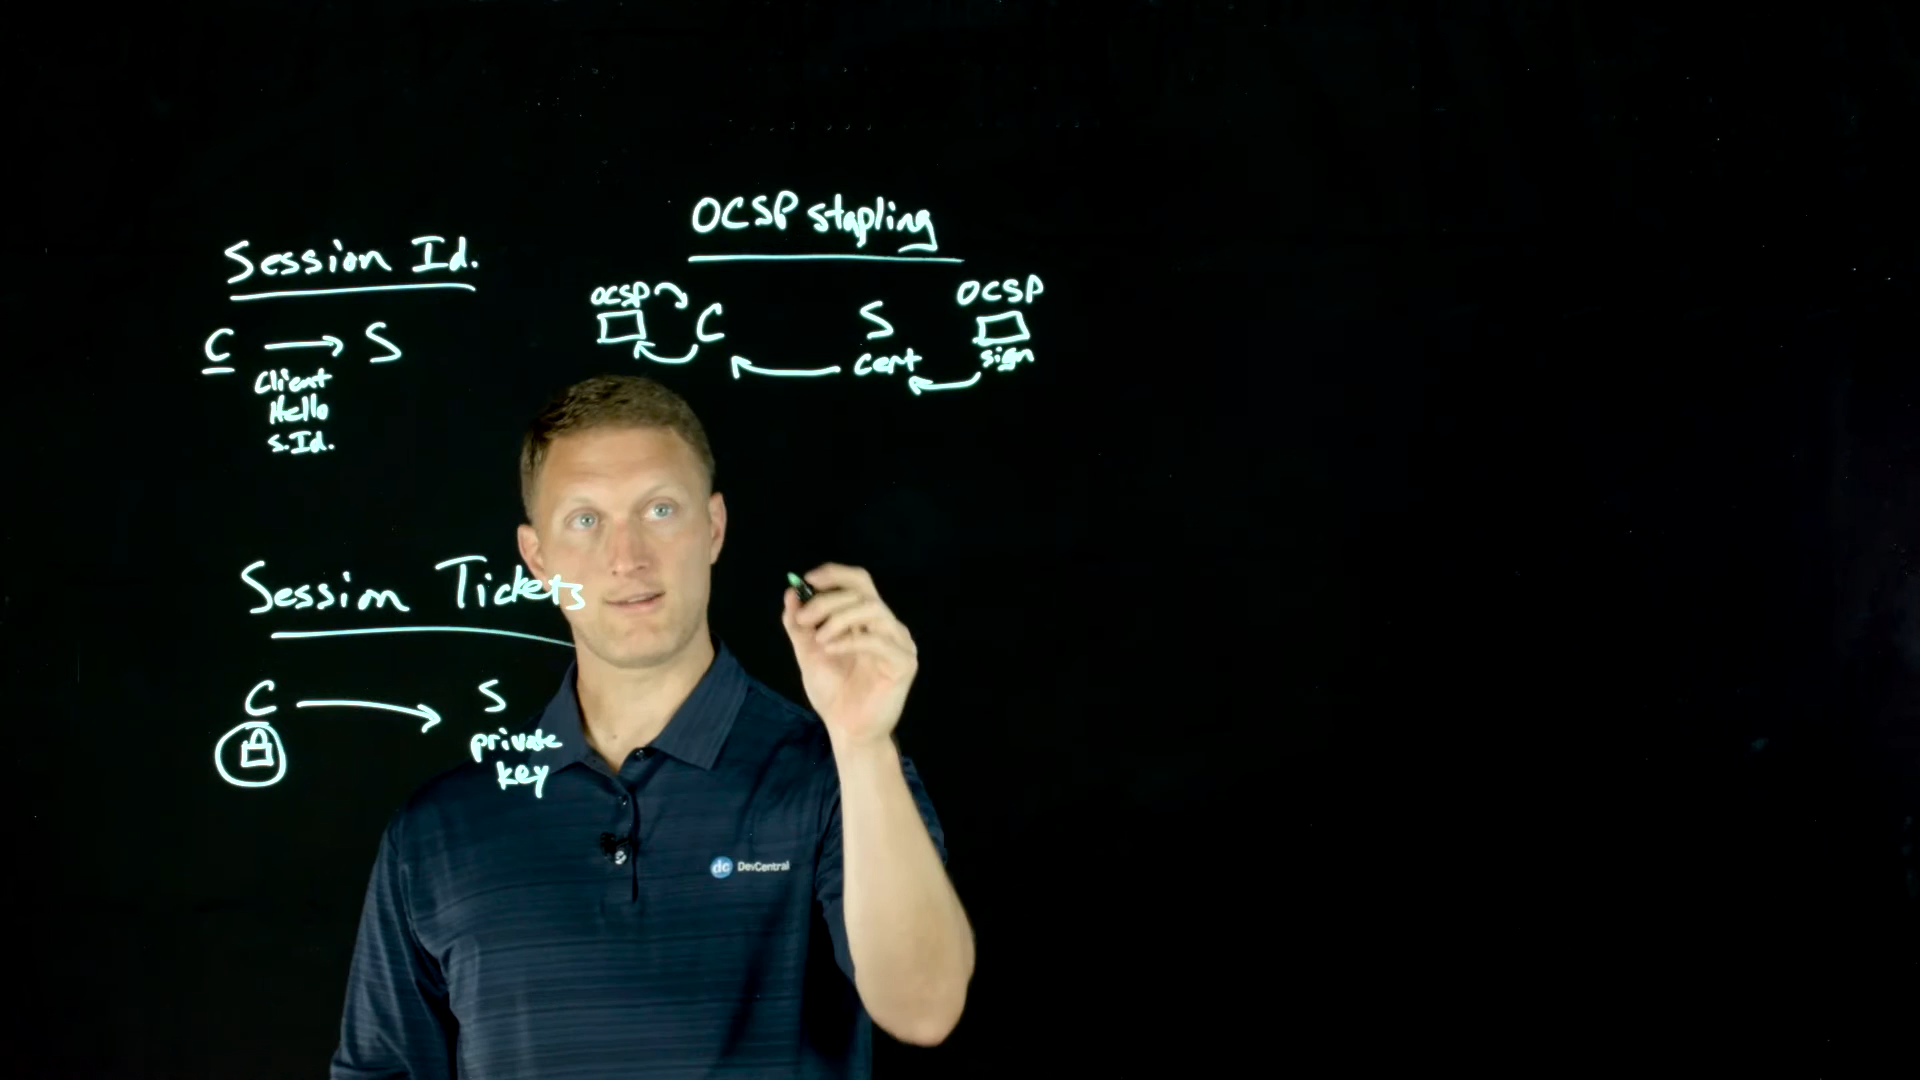 Session Id.
C → S
Client
Hello
s.Id.
Session Tickets
C → S
private
key
OCSP stapling
OCSP C S OCSP
cert sign
dc DevCentral